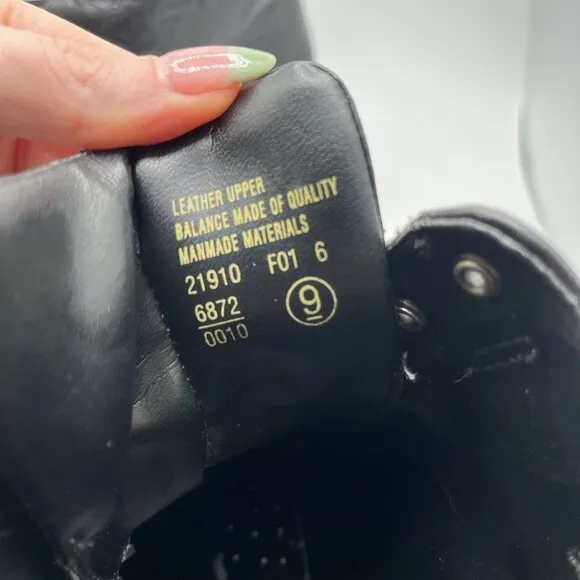 LEATHER UPPER
BALANCE MADE OF QUALITY
MANMADE MATERIALS
21910 F01 6
6872 9
0010